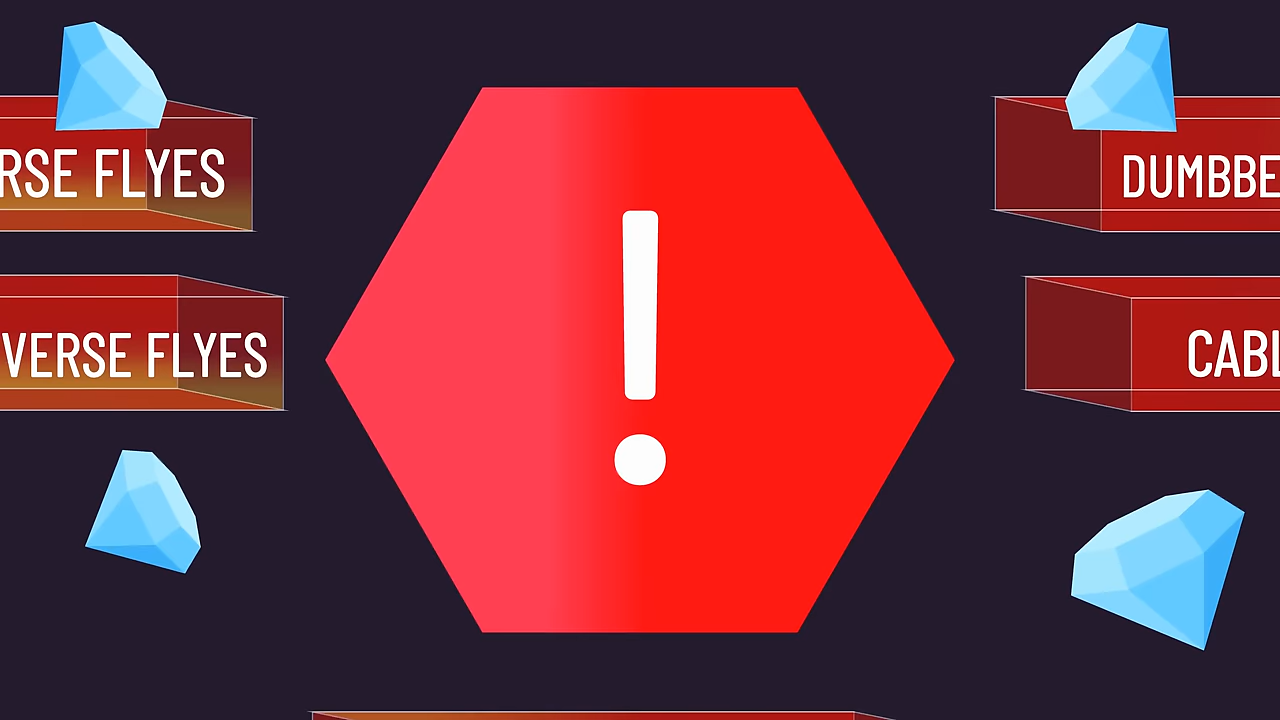 RSE FLYES
DUMBBE
VERSE FLYES
CABL
!